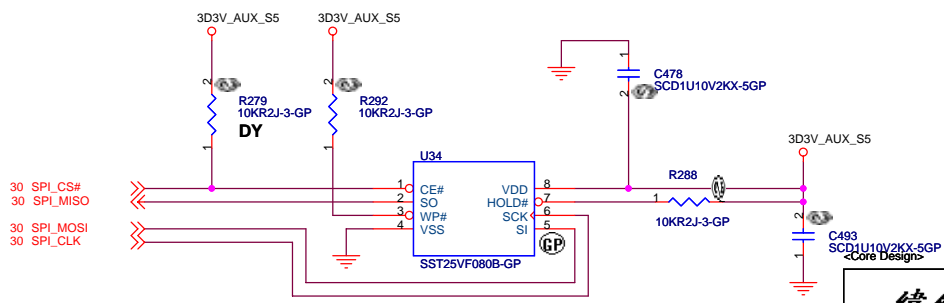 3D3V_AUX_S5
3D3V_AUX_S5
1
C478
SCD1U10V2KX-5GP
2
2
2
R279
10KR2J-3-GP
DY
R292
10KR2J-3-GP
1
1
3D3V_AUX_S5
U34
R288
30 SPI_CS#
1 CE#
VDD 8
30 SPI_MISO
2 SO
HOLD# 7
1
10KR2J-3-GP
3 WP#
SCK 6
30 SPI_MOSI
4 VSS
SI 5
30 SPI_CLK
GP
SST25VF080B-GP
2
C493
SCD1U10V2KX-5GP
1
<Core Design>
緯